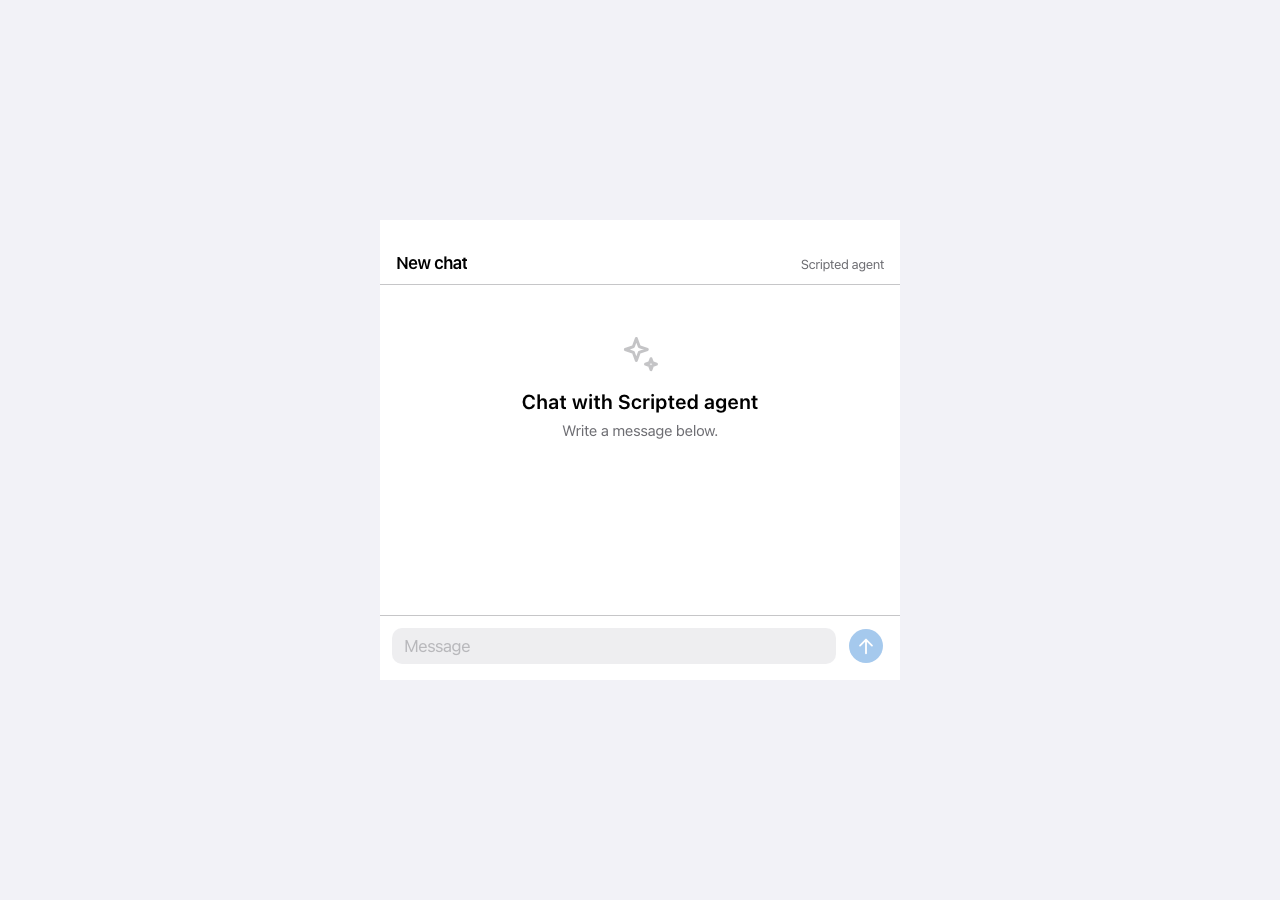 New chat
Scripted agent
Chat with Scripted agent
Write a message below.
Message